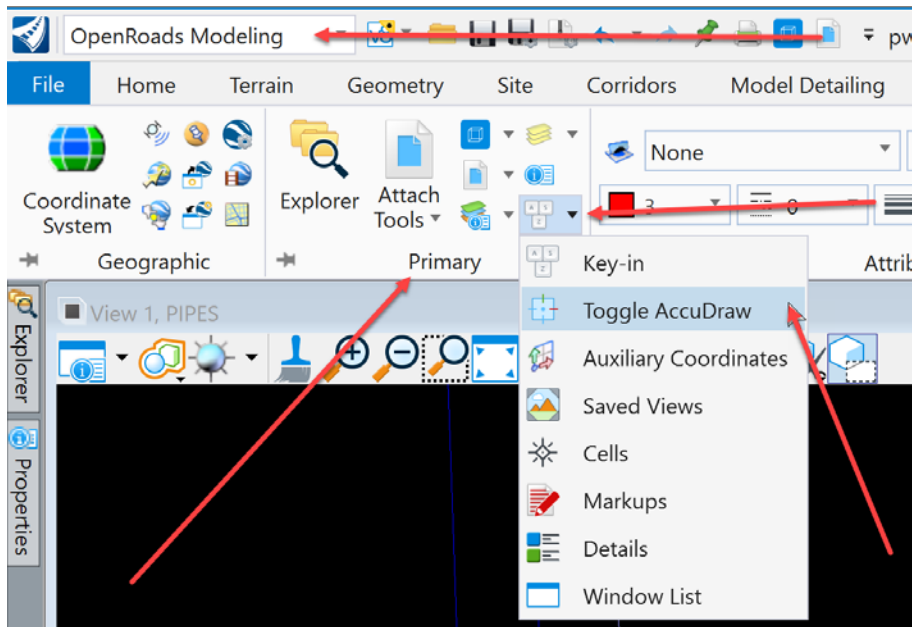 OpenRoads Modeling
pw
File Home Terrain Geometry Site Corridors Model Detailing
Coordinate
System
Explorer
Attach
Tools
None
3
0
Geographic
Primary
Attrib
A S
Z
Key-in
Toggle AccuDraw
Auxiliary Coordinates
Saved Views
Cells
Markups
Details
Window List
View 1, PIPES
Explorer
Properties